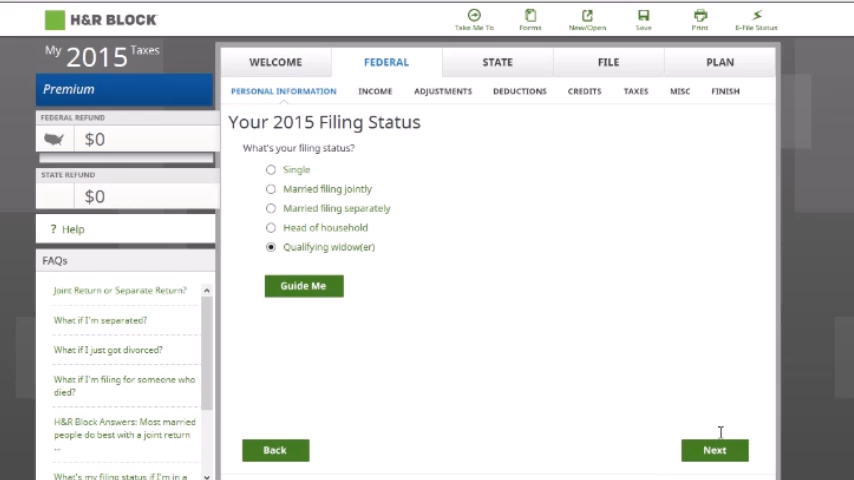 H&R BLOCK
Take Me To
Forms
New/Open
Save
Print
E-File Status
My 2015 Taxes
Premium
FEDERAL REFUND
$0
STATE REFUND
$0
? Help
FAQs
Joint Return or Separate Return?
What if I'm separated?
What if I just got divorced?
What if I'm filing for someone who
died?
H&R Block Answers: Most married
people do best with a joint return
...
What's my filing status if I'm in a
WELCOME
FEDERAL
STATE
FILE
PLAN
PERSONAL INFORMATION
INCOME
ADJUSTMENTS
DEDUCTIONS
CREDITS
TAXES
MISC
FINISH
Your 2015 Filing Status
What's your filing status?
Single
Married filing jointly
Married filing separately
Head of household
Qualifying widow(er)
Guide Me
Back
Next